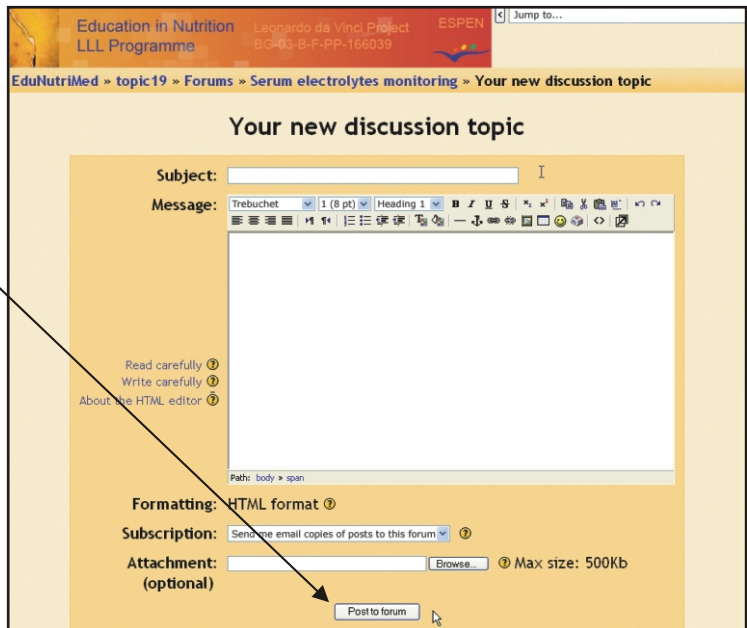 Education in Nutrition
LLL Programme
Leonardo da Vinci Project
BG-03-B-F-PP-166039
ESPEN
Jump to...
EduNutriMed » topic19 » Forums » Serum electrolytes monitoring » Your new discussion topic
Your new discussion topic
Subject:
Message:
Trebuchet 1 (8 pt) Heading 1 B I U S
Read carefully
Write carefully
About the HTML editor
Path: body » span
Formatting: HTML format
Subscription: Send me email copies of posts to this forum
Attachment: Browse... Max size: 500Kb
(optional)
Post to forum